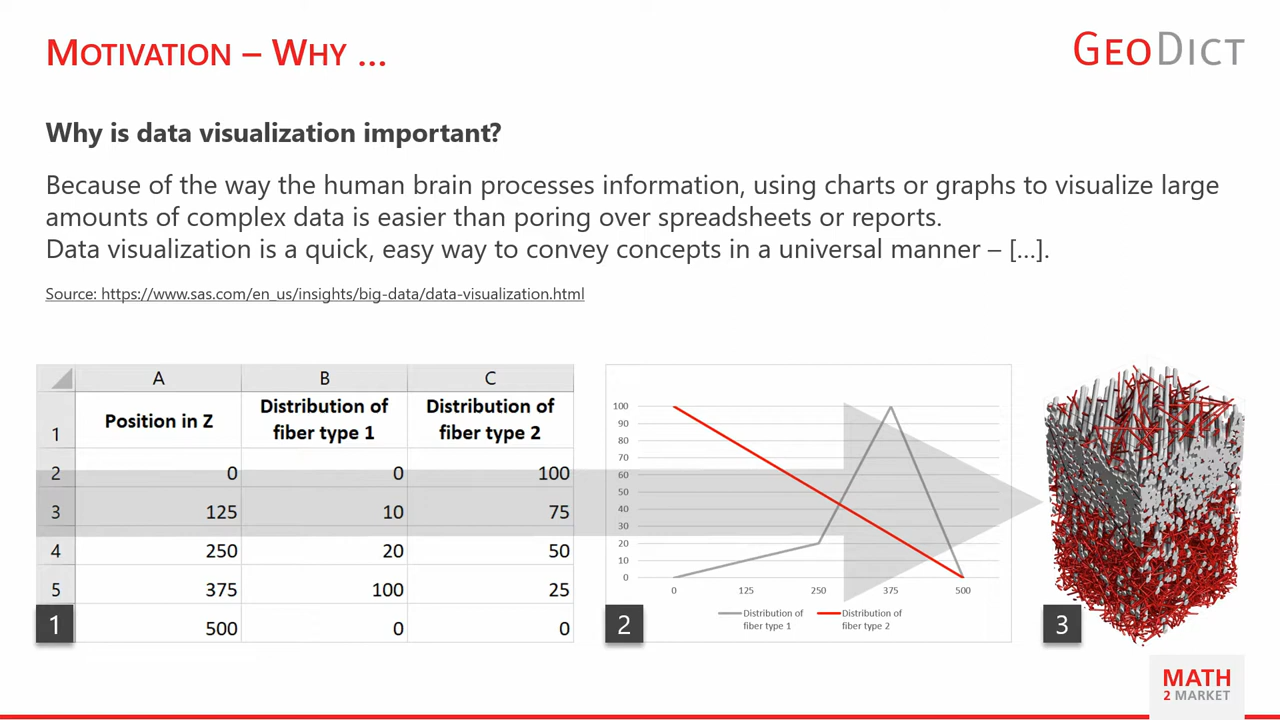 MOTIVATION – WHY ...
GEODICT
Why is data visualization important?
Because of the way the human brain processes information, using charts or graphs to visualize large
amounts of complex data is easier than poring over spreadsheets or reports.
Data visualization is a quick, easy way to convey concepts in a universal manner – [...].
Source: https://www.sas.com/en_us/insights/big-data/data-visualization.html
A B C
1 Position in Z Distribution of fiber type 1 Distribution of fiber type 2
2 0 0 100
3 125 10 75
4 250 20 50
5 375 100 25
500 0 0
1
100
90
80
70
60
50
40
30
20
10
0
0 125 250 375 500
Distribution of fiber type 1
Distribution of fiber type 2
2
3
MATH
2 MARKET